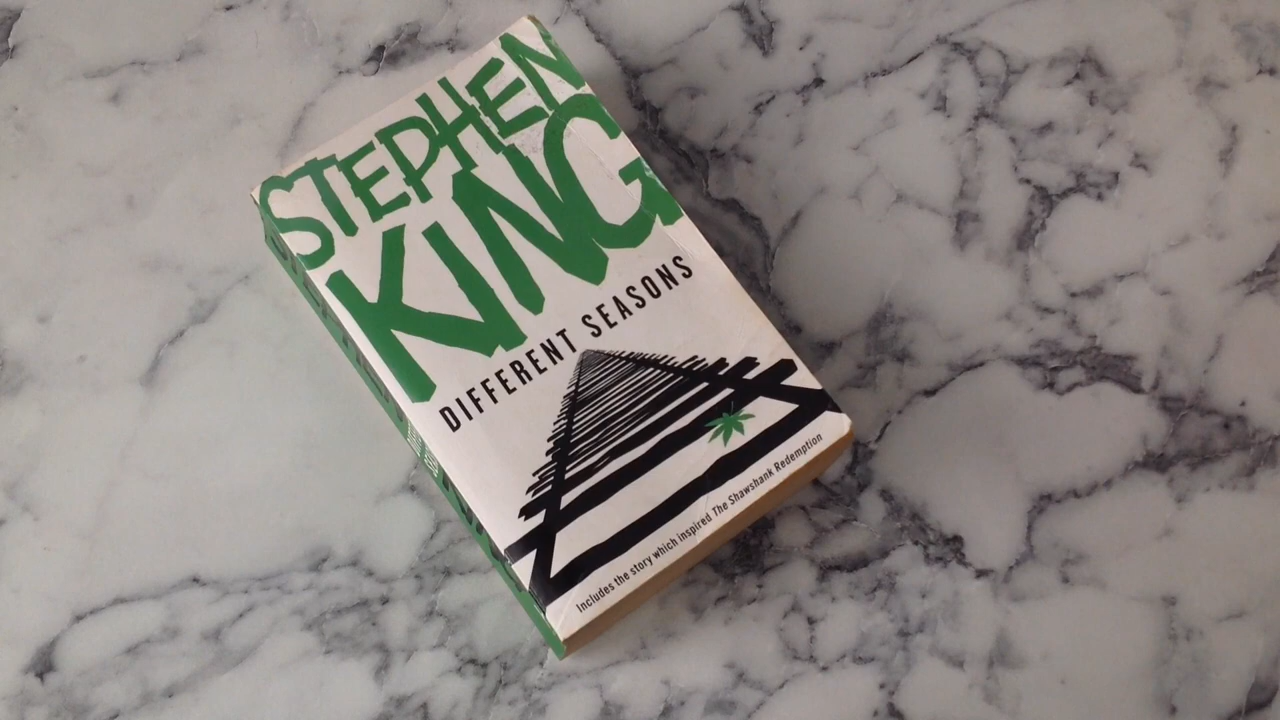 STEPHEN
KING
DIFFERENT SEASONS
Includes the story which inspired The Shawshank Redemption